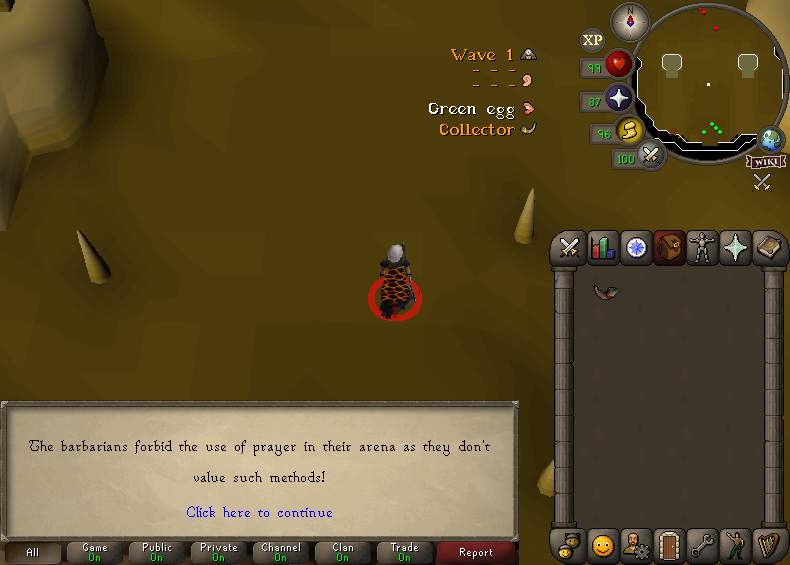 N
Wave 1
XP
- - -
- - -
99
Green egg
67
Collector
96
WIKI
100
The barbarians forbid the use of prayer in their arena as they don't
value such methods!
Click here to continue
All
Game
On
Public
On
Private
On
Channel
On
Clan
On
Trade
On
Report